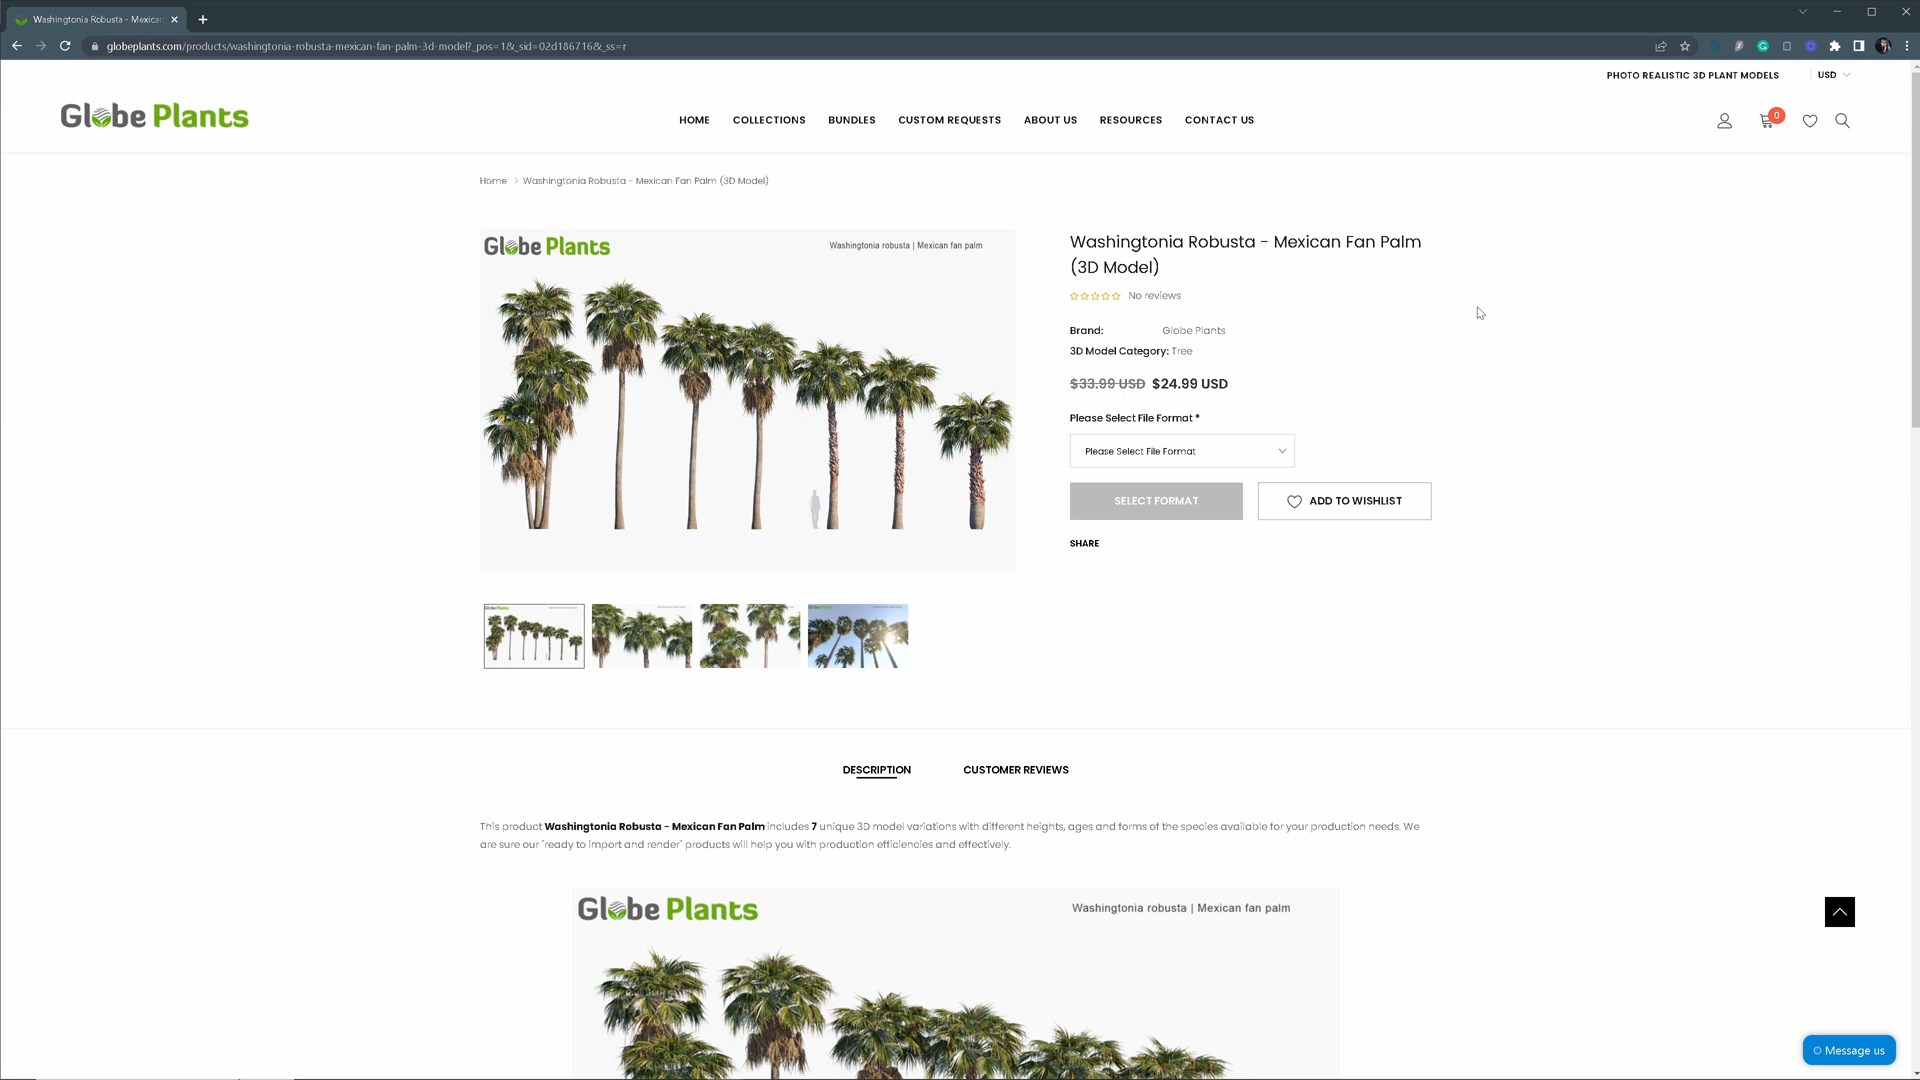 Washingtonia Robusta - Mexican
globeplants.com/products/washingtonia-robusta-mexican-fan-palm-3d-model?_pos=1&_sid=02d186716&_ss=r
PHOTO REALISTIC 3D PLANT MODELS
USD
Globe Plants
HOME
COLLECTIONS
BUNDLES
CUSTOM REQUESTS
ABOUT US
RESOURCES
CONTACT US
0
Home > Washingtonia Robusta - Mexican Fan Palm (3D Model)
Globe Plants
Washingtonia robusta | Mexican fan palm
Washingtonia Robusta - Mexican Fan Palm
(3D Model)
No reviews
Brand: Globe Plants
3D Model Category: Tree
$33.99 USD $24.99 USD
Please Select File Format *
Please Select File Format
SELECT FORMAT
ADD TO WISHLIST
SHARE
DESCRIPTION
CUSTOMER REVIEWS
This product Washingtonia Robusta - Mexican Fan Palm includes 7 unique 3D model variations with different heights, ages and forms of the species available for your production needs. We
are sure our "ready to import and render" products will help you with production efficiencies and effectively.
Globe Plants
Washingtonia robusta | Mexican fan palm
Message us